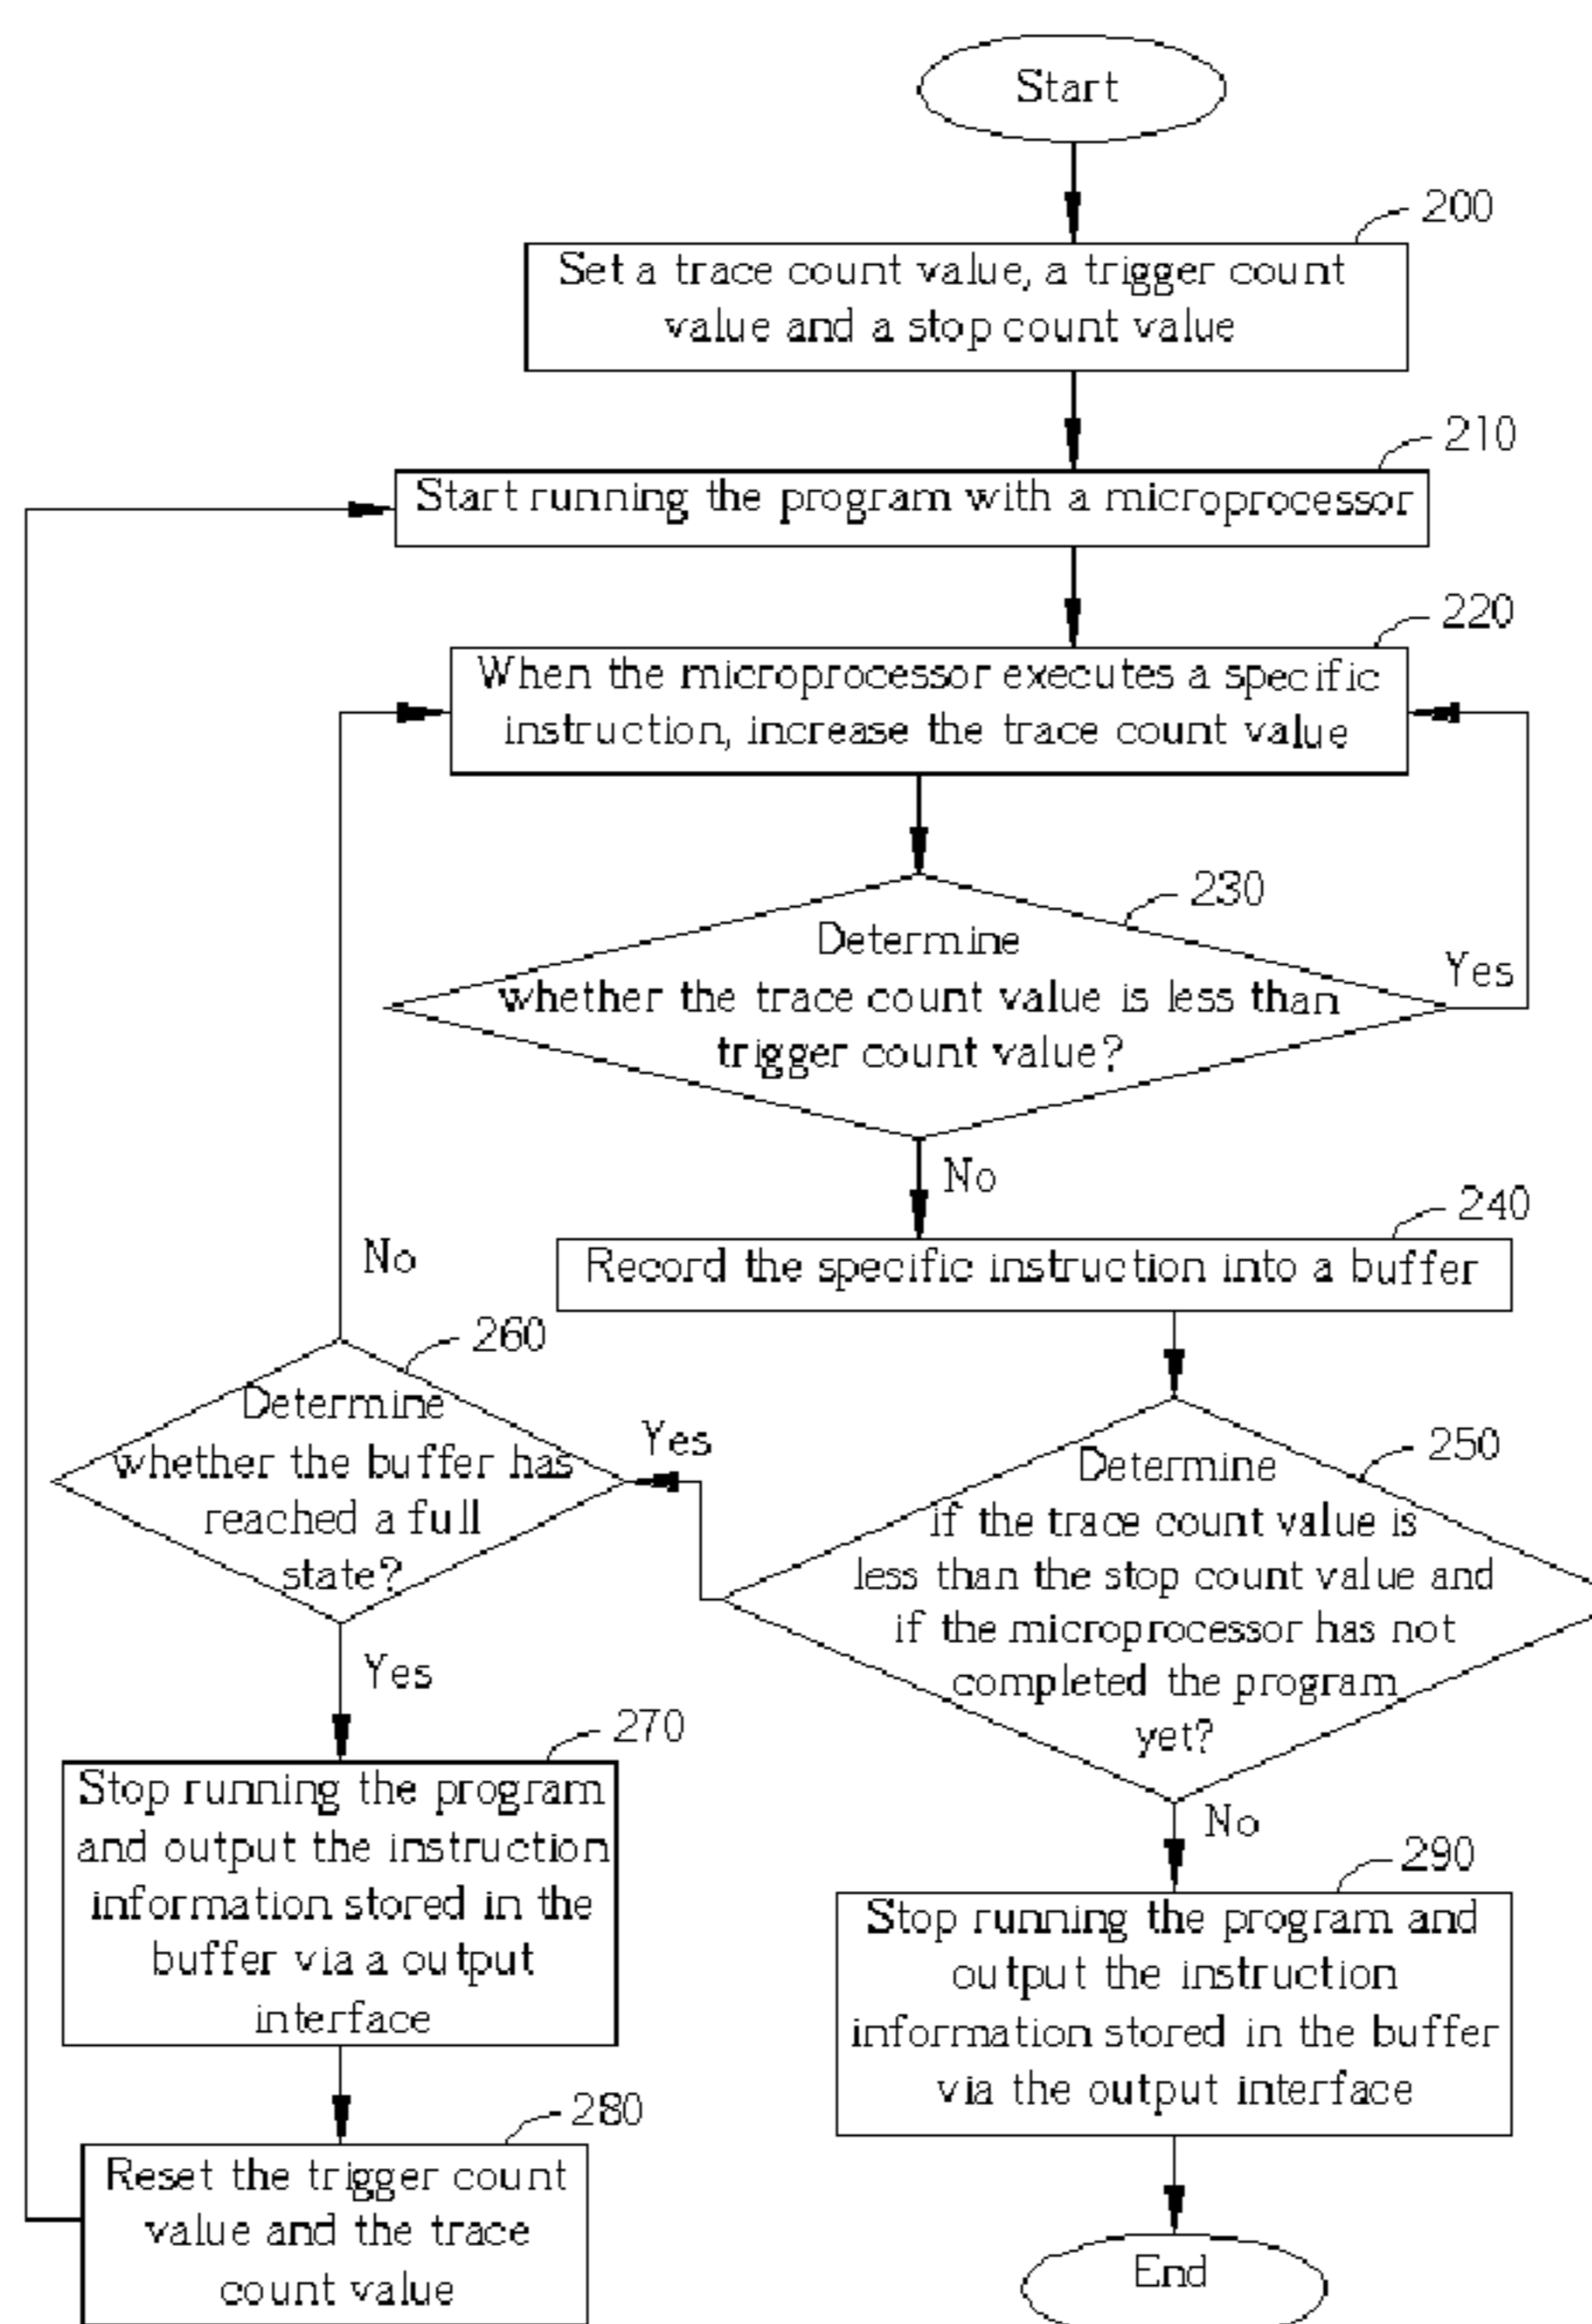 Start
200
Set a trace count value, a trigger count
value and a stop count value
210
Start running the program with a microprocessor
220
When the microprocessor executes a specific
instruction, increase the trace count value
230
Determine
whether the trace count value is less than
trigger count value?
Yes
No
240
Record the specific instruction into a buffer
No
260
Determine
whether the buffer has
reached a full
state?
Yes
250
Determine
if the trace count value is
less than the stop count value and
if the microprocessor has not
completed the program
yet?
Yes
270
Stop running the program
and output the instruction
information stored in the
buffer via a output
interface
No
290
Stop running the program and
output the instruction
information stored in the buffer
via the output interface
280
Reset the trigger count
value and the trace
count value
End